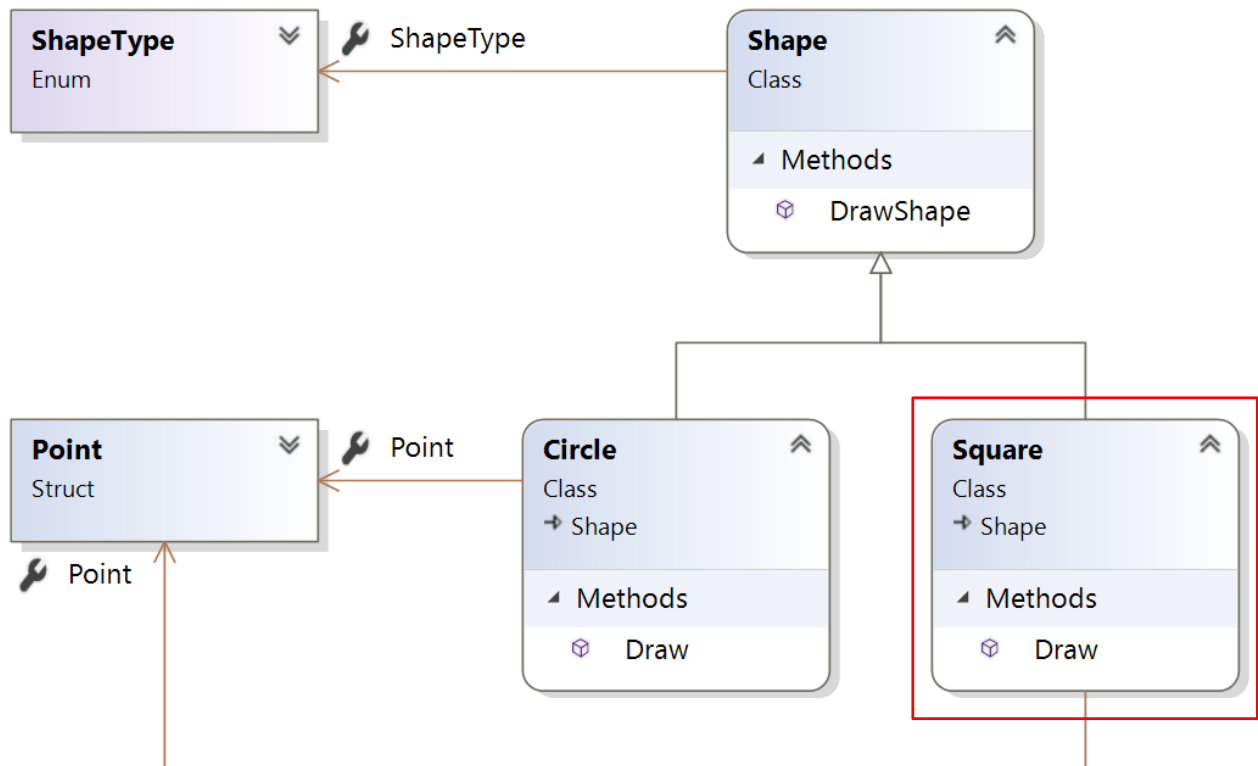 ShapeType
Enum
ShapeType
Shape
Class
Methods
DrawShape
Point
Struct
Point
Point
Circle
Class
Shape
Methods
Draw
Square
Class
Shape
Methods
Draw